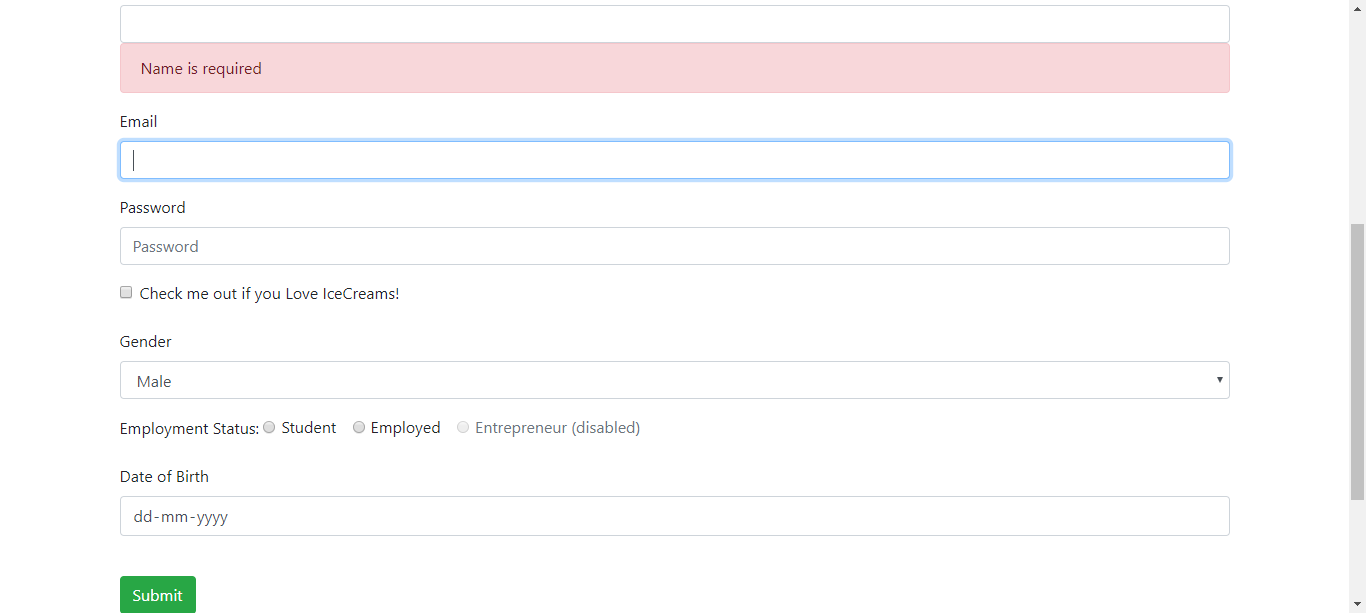 Name is required
Email
Password
Password
Check me out if you Love IceCreams!
Gender
Male
Employment Status: Student Employed Entrepreneur (disabled)
Date of Birth
dd-mm-yyyy
Submit